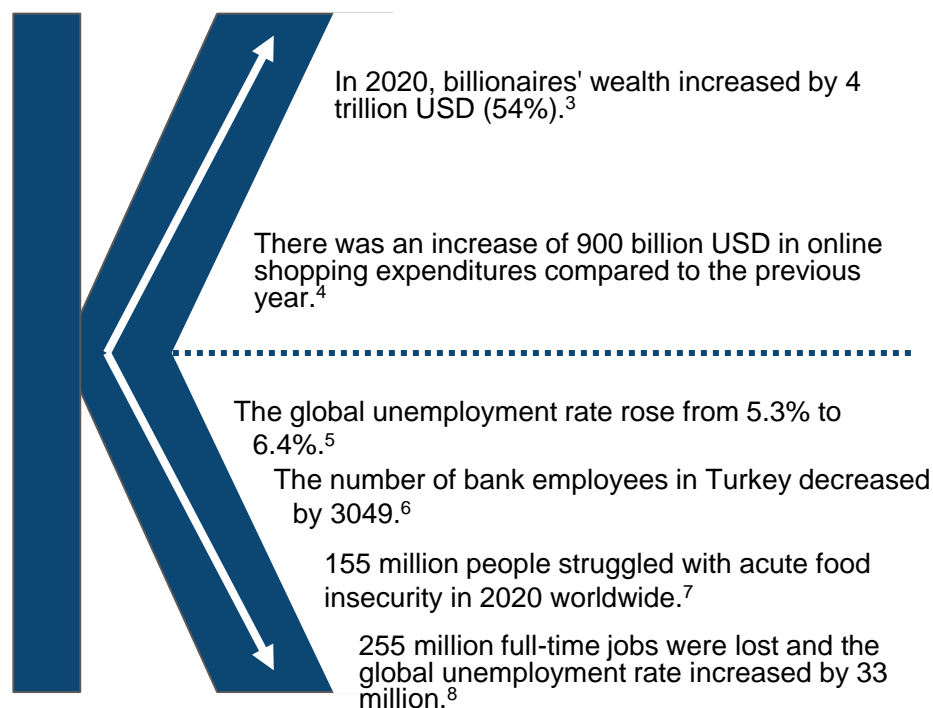 In 2020, billionaires' wealth increased by 4
trillion USD (54%).³
There was an increase of 900 billion USD in online
shopping expenditures compared to the previous
year.⁴
The global unemployment rate rose from 5.3% to
6.4%.⁵
The number of bank employees in Turkey decreased
by 3049.⁶
155 million people struggled with acute food
insecurity in 2020 worldwide.⁷
255 million full-time jobs were lost and the
global unemployment rate increased by 33
million.⁸